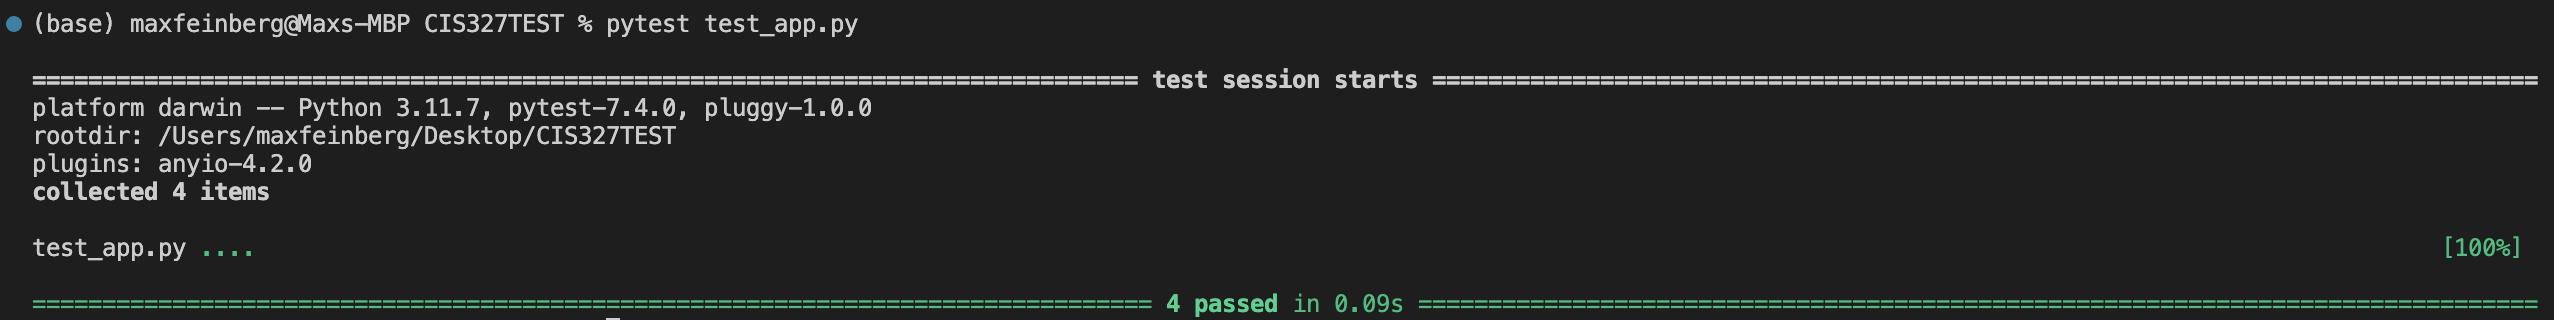 (base) maxfeinberg@Maxs-MBP CIS327TEST % pytest test_app.py
=============================================================================== test session starts ===============================================================================
platform darwin -- Python 3.11.7, pytest-7.4.0, pluggy-1.0.0
rootdir: /Users/maxfeinberg/Desktop/CIS327TEST
plugins: anyio-4.2.0
collected 4 items
test_app.py .... [100%]
================================================================================ 4 passed in 0.09s ================================================================================